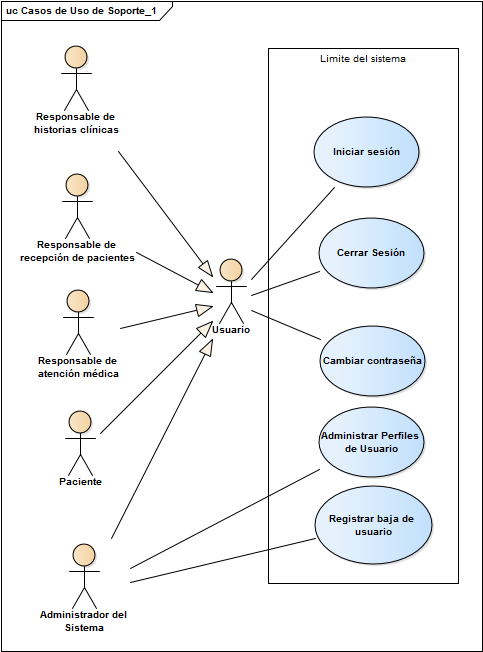 uc Casos de Uso de Soporte_1
Limite del sistema
Responsable de
historias clínicas
Iniciar sesión
Responsable de
recepción de pacientes
Cerrar Sesión
Usuario
Responsable de
atención médica
Cambiar contraseña
Administrar Perfiles
de Usuario
Paciente
Registrar baja de
usuario
Administrador del
Sistema